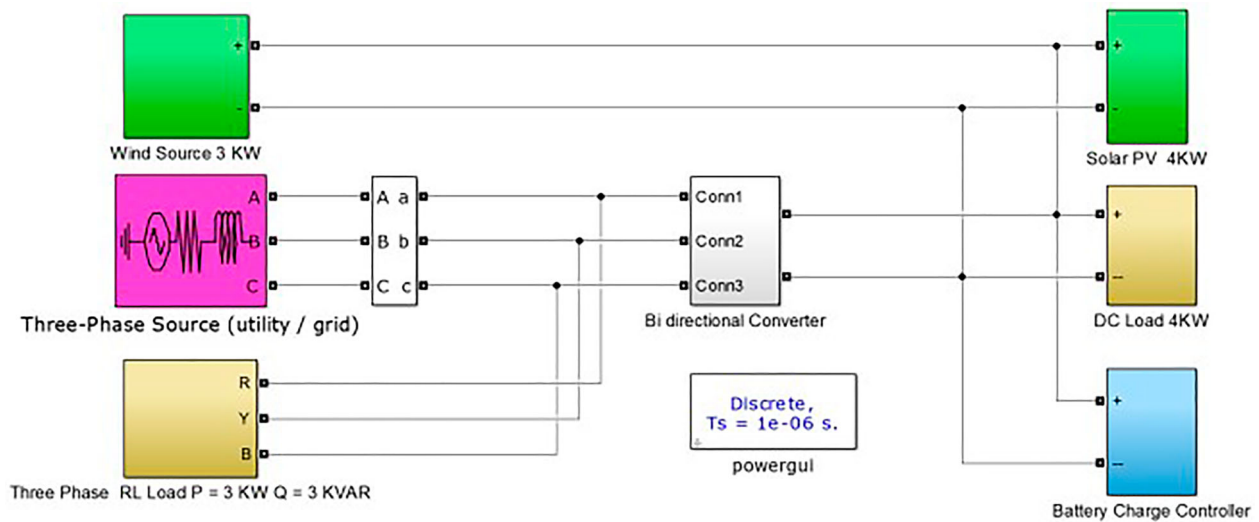 +
-
Wind Source 3 KW
+
-
Solar PV 4KW
A
B
C
Three-Phase Source (utility / grid)
A a
B b
C c
Conn1
Conn2
Conn3
Bi directional Converter
+
–
DC Load 4KW
R
Y
B
Three Phase RL Load P = 3 KW Q = 3 KVAR
Discrete,
Ts = 1e-06 s.
powergui
+
–
Battery Charge Controller